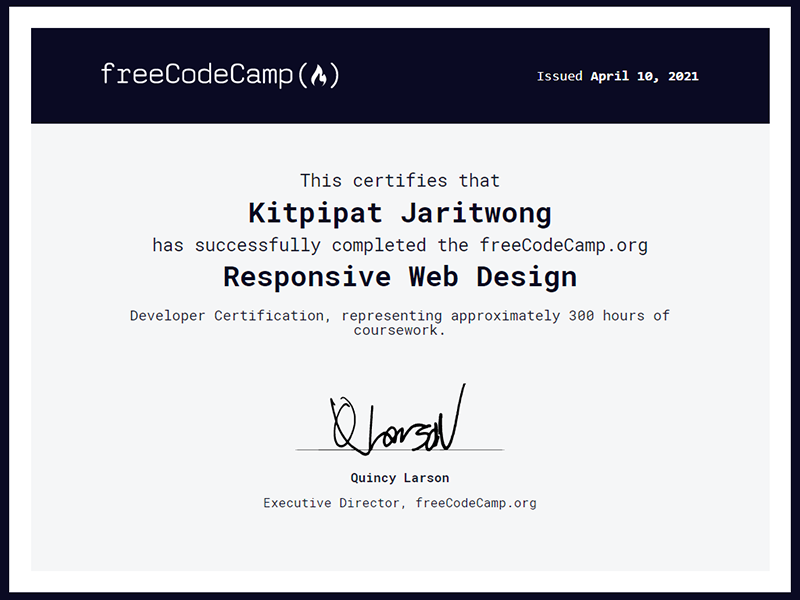 freeCodeCamp(🔥)
Issued April 10, 2021
This certifies that
Kitpipat Jaritwong
has successfully completed the freeCodeCamp.org
Responsive Web Design
Developer Certification, representing approximately 300 hours of
coursework.
Q Larson
Quincy Larson
Executive Director, freeCodeCamp.org